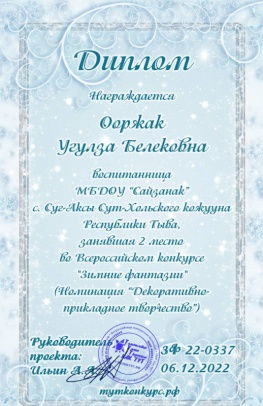 Диплом
Награждается
Ооржак
Угулза Белековна
воспитанница
МБДОУ "Сайзанак"
с. Суг-Аксы Сут-Хольского кожууна
Республики Тыва,
занявшая 2 место
во Всероссийском конкурсе
"Зимние фантазии"
(Номинация "Декоративно-
прикладное творчество")
Руководитель
проекта:
Ильин А.
ЗФ 22-0337
06.12.2022
тутконкурс.рф